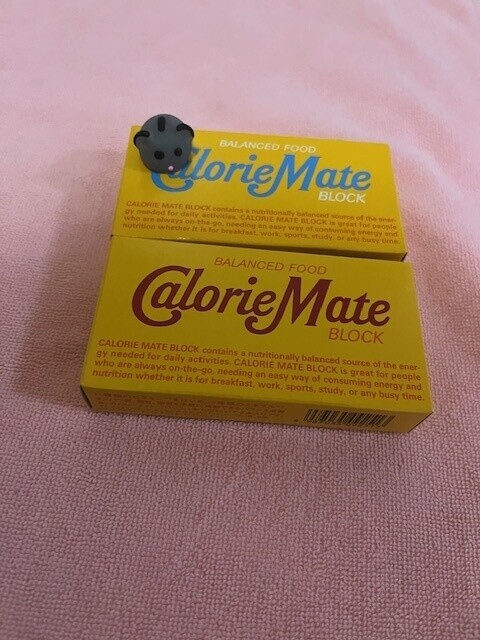 BALANCED FOOD
CalorieMate
BLOCK
CALORIE MATE BLOCK contains a nutritionally balanced source of the ener-
gy needed for daily activities. CALORIE MATE BLOCK is great for people
who are always on-the-go, needing an easy way of consuming energy and
nutrition whether it is for breakfast, work, sports, study, or any busy time.
BALANCED FOOD
CalorieMate
BLOCK
CALORIE MATE BLOCK contains a nutritionally balanced source of the ener-
gy needed for daily activities. CALORIE MATE BLOCK is great for people
who are always on-the-go, needing an easy way of consuming energy and
nutrition whether it is for breakfast, work, sports, study, or any busy time.